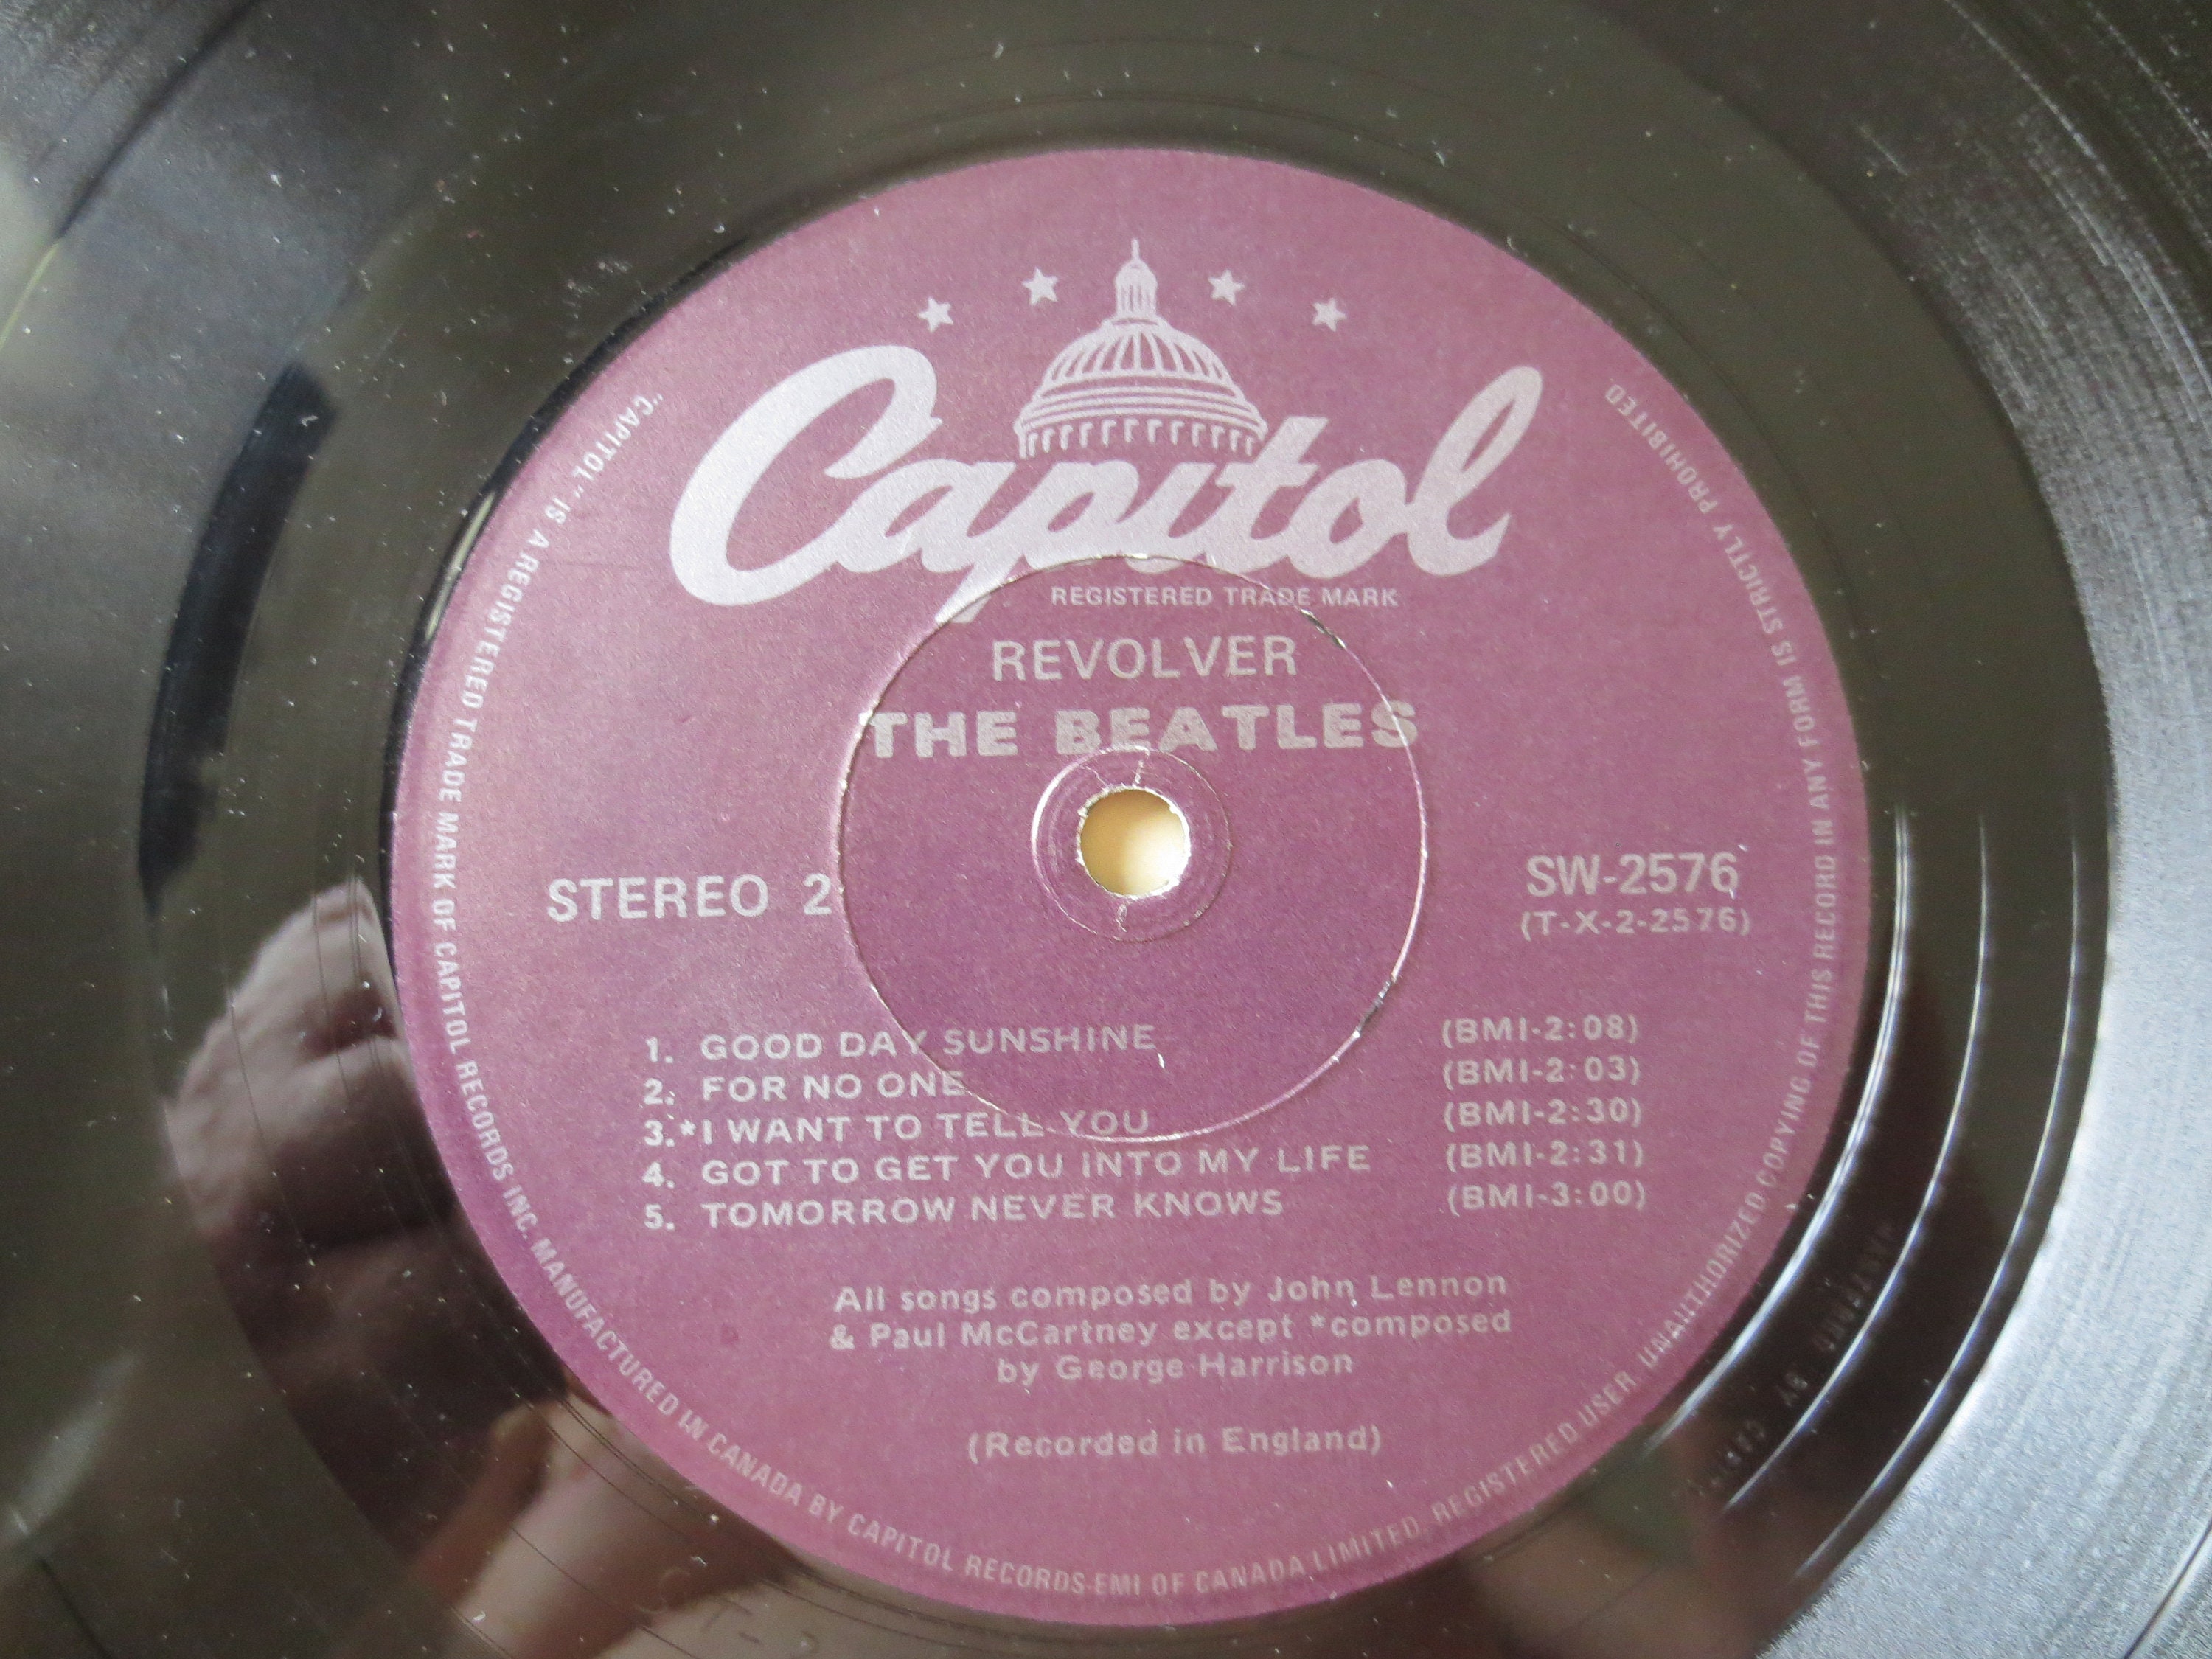 Capitol
REGISTERED TRADE MARK
REVOLVER
THE BEATLES
STEREO 2
SW-2576
(T-X-2-2576)
1. GOOD DAY SUNSHINE (BMI-2:08)
2. FOR NO ONE (BMI-2:03)
3.*I WANT TO TELL YOU (BMI-2:30)
4. GOT TO GET YOU INTO MY LIFE (BMI-2:31)
5. TOMORROW NEVER KNOWS (BMI-3:00)
All songs composed by John Lennon
& Paul McCartney except *composed
by George Harrison
(Recorded in England)
"CAPITOL" IS A REGISTERED TRADE MARK OF CAPITOL RECORDS INC. MANUFACTURED IN CANADA BY CAPITOL RECORDS-EMI OF CANADA LIMITED. REGISTERED USER. UNAUTHORIZED COPYING OF THIS RECORD IN ANY FORM IS STRICTLY PROHIBITED.